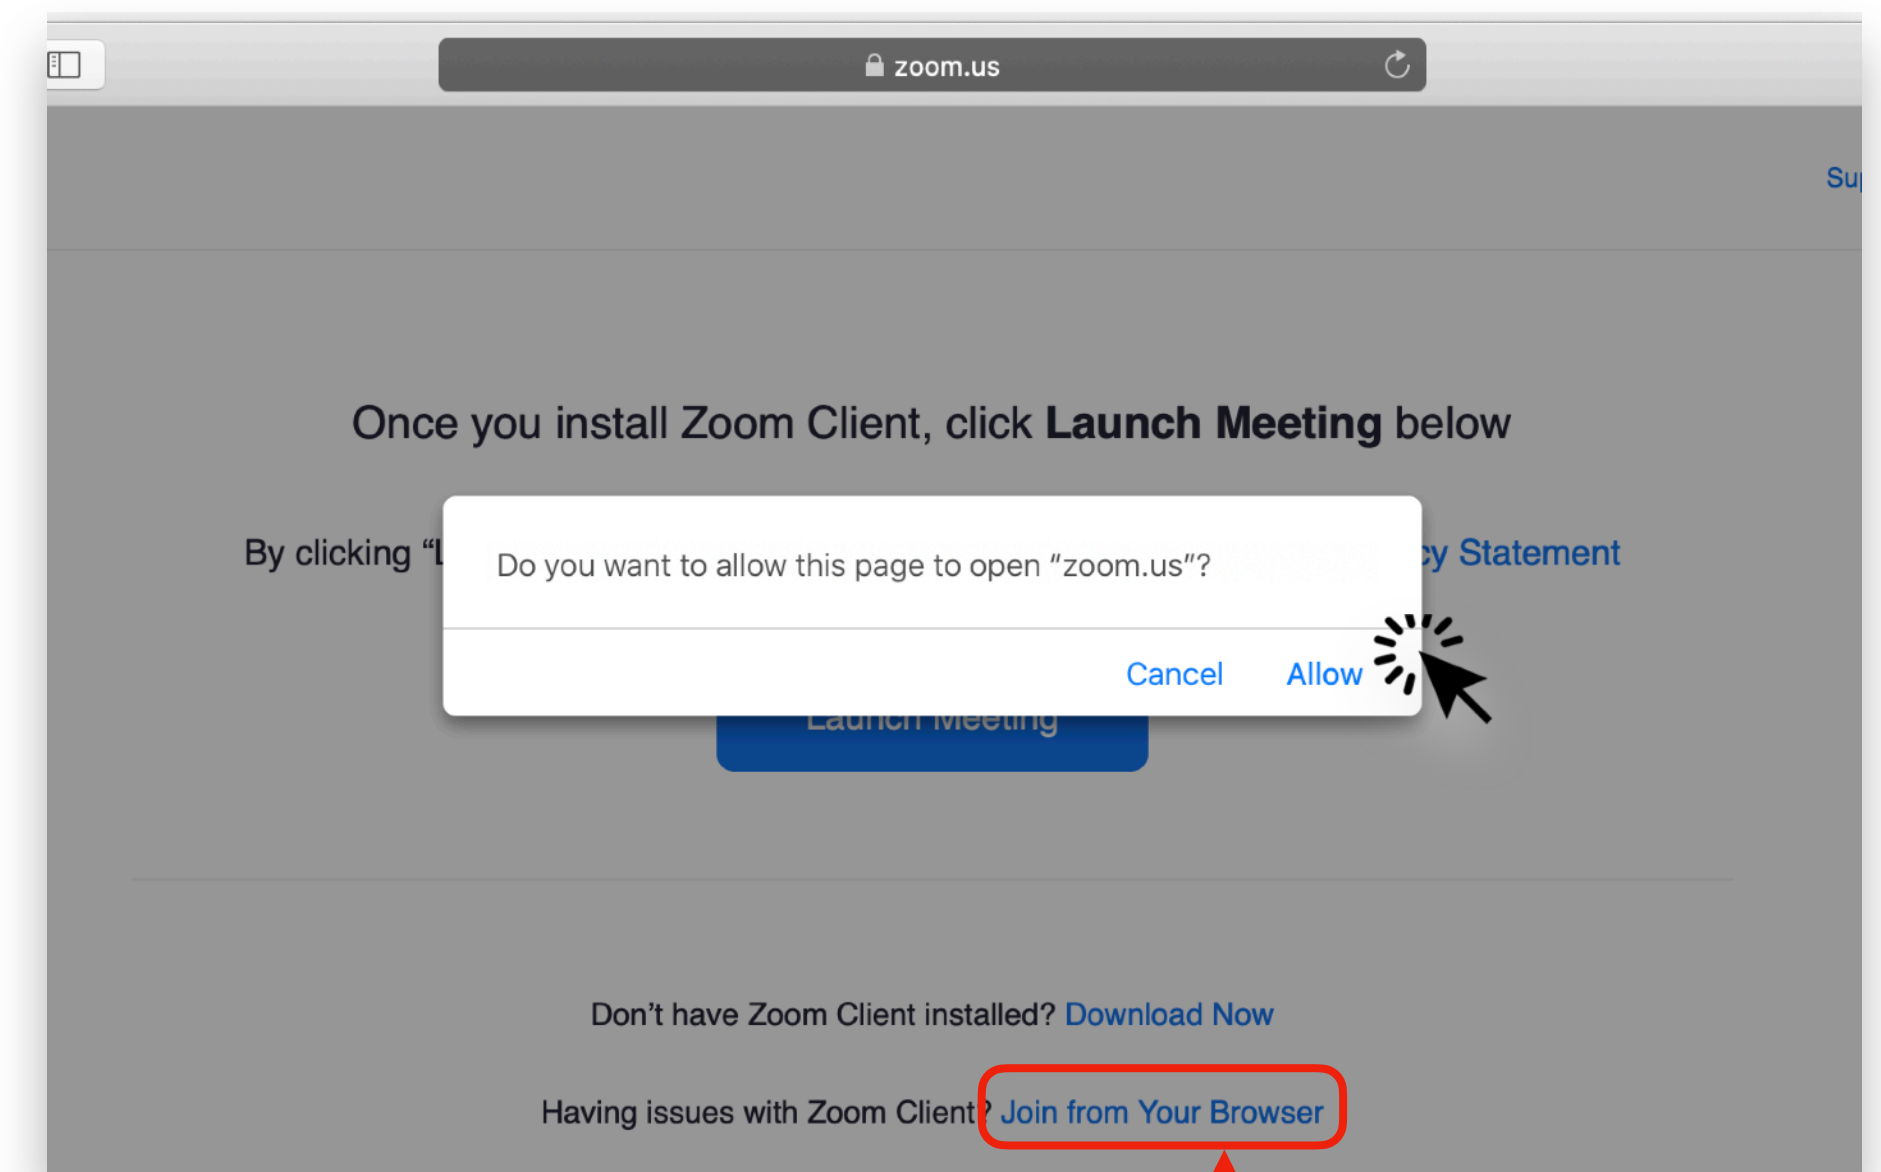 zoom.us
Once you install Zoom Client, click Launch Meeting below
By clicking “ Statement
Do you want to allow this page to open “zoom.us”?
Cancel Allow
Launch Meeting
Don’t have Zoom Client installed? Download Now
Having issues with Zoom Client? Join from Your Browser